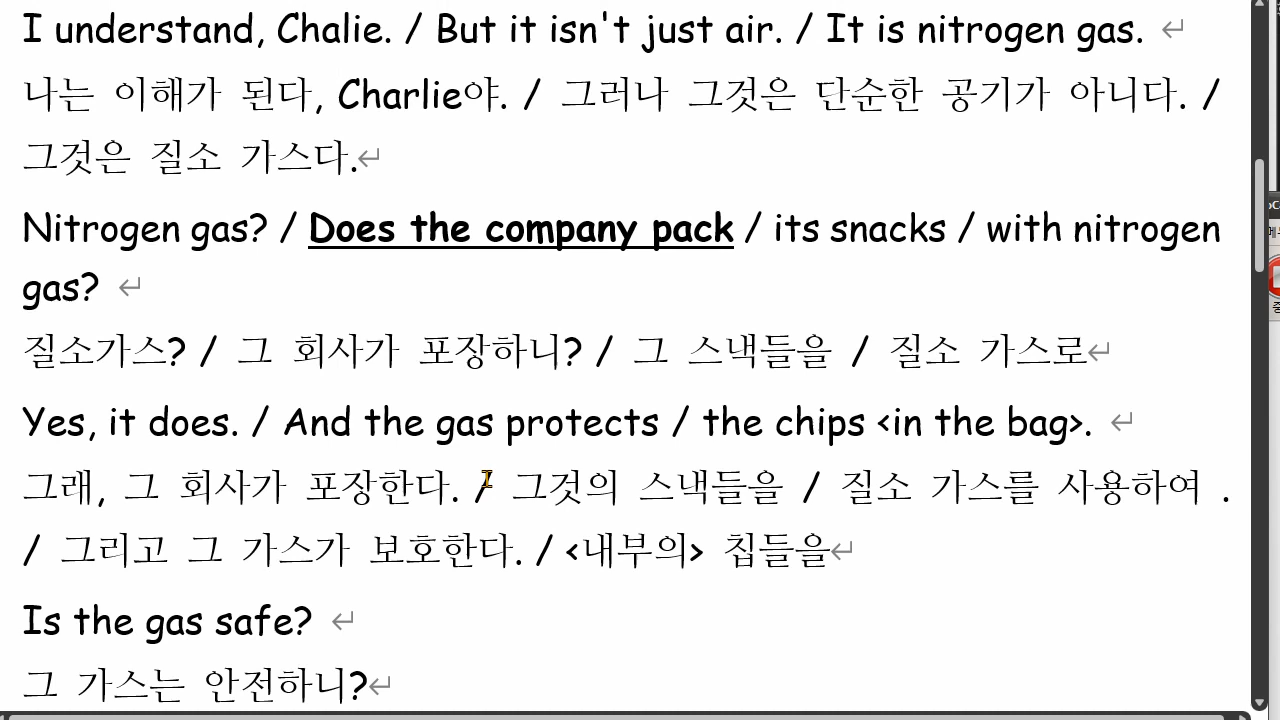 I understand, Chalie. / But it isn't just air. / It is nitrogen gas. ↵
나는 이해가 된다, Charlie야. / 그러나 그것은 단순한 공기가 아니다. /
그것은 질소 가스다.↵
Nitrogen gas? / Does the company pack / its snacks / with nitrogen
gas? ↵
질소가스? / 그 회사가 포장하니? / 그 스낵들을 / 질소 가스로↵
Yes, it does. / And the gas protects / the chips <in the bag>. ↵
그래, 그 회사가 포장한다. / 그것의 스낵들을 / 질소 가스를 사용하여 .
/ 그리고 그 가스가 보호한다. / <내부의> 칩들을↵
Is the gas safe? ↵
그 가스는 안전하니?↵